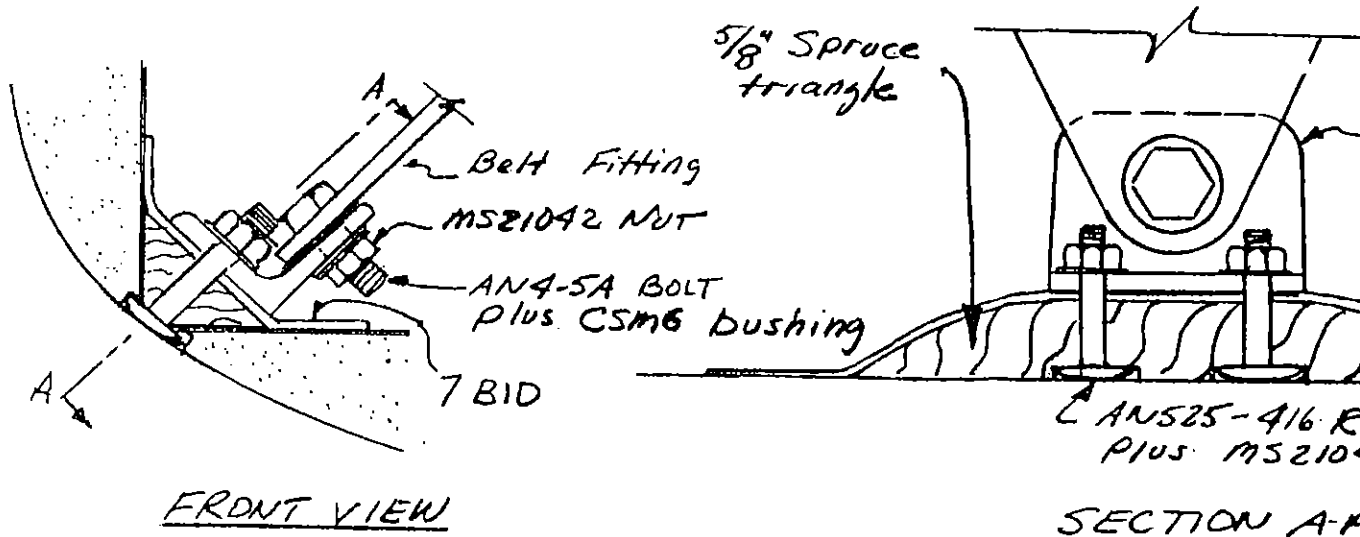 5/8" Spruce
triangle
A
Belt Fitting
MS21042 NUT
AN4-5A BOLT
Plus CSM6 bushing
7 BID
A
AN525-416 R
Plus MS2104
FRONT VIEW
SECTION A-A